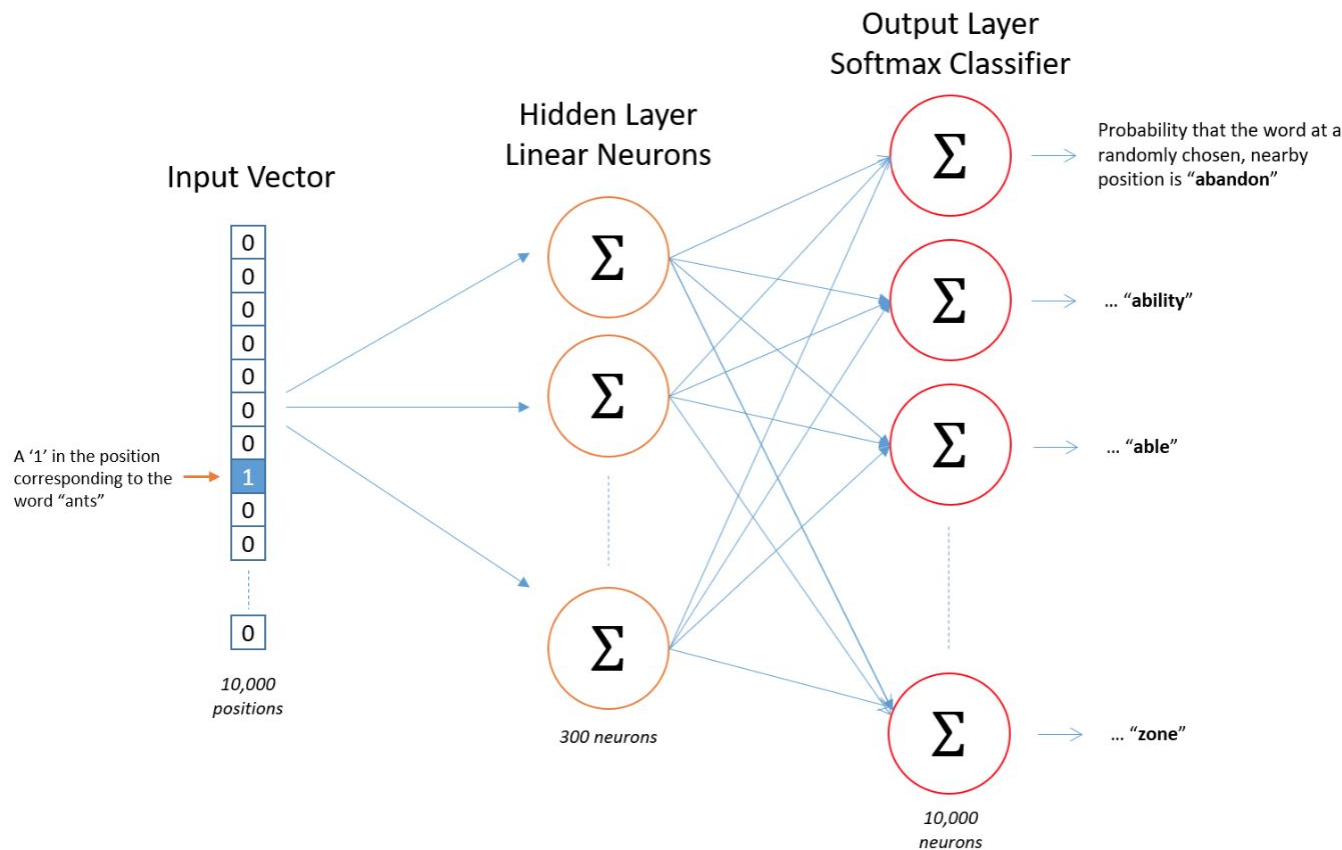 Output Layer
Softmax Classifier
Hidden Layer
Linear Neurons
Input Vector
0
0
0
0
0
0
0
1
0
0
0
A ‘1’ in the position
corresponding to the
word “ants”
10,000
positions
Σ
Σ
Σ
300 neurons
Σ
Σ
Σ
Σ
10,000
neurons
Probability that the word at a
randomly chosen, nearby
position is “abandon”
... “ability”
... “able”
... “zone”